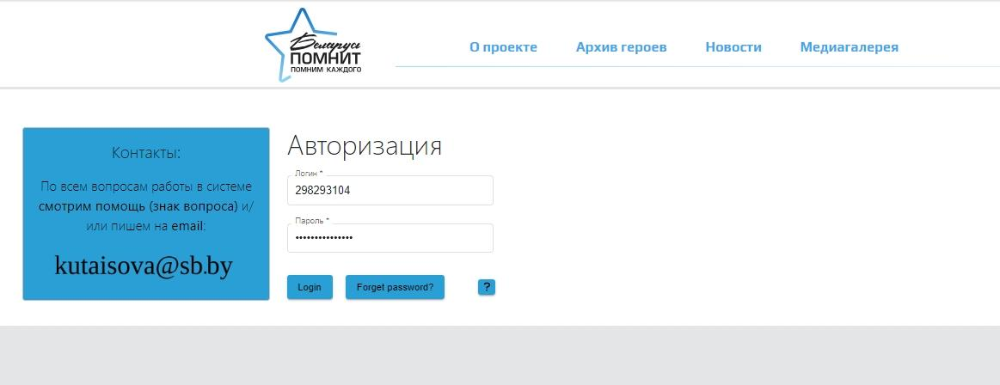 Беларусь
ПОМНИТ
ПОМНИМ КАЖДОГО
О проекте Архив героев Новости Медиагалерея
Контакты:
По всем вопросам работы в системе
смотрим помощь (знак вопроса) и/
или пишем на email:
kutaisova@sb.by
Авторизация
Логин *
298293104
Пароль *
•••••••••••••••
Login Forget password? ?